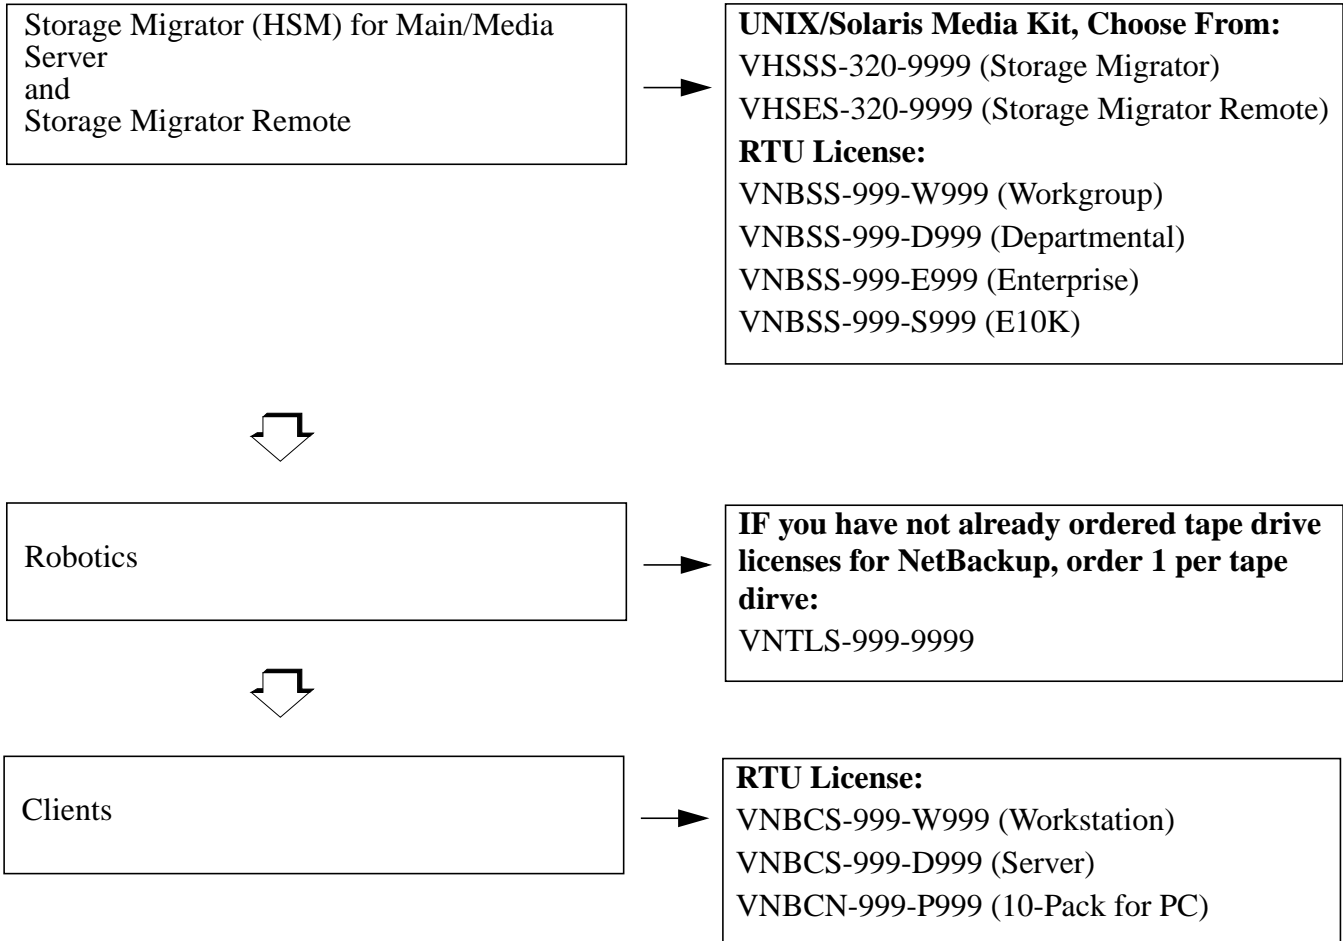 Storage Migrator (HSM) for Main/Media
Server
and
Storage Migrator Remote
UNIX/Solaris Media Kit, Choose From:
VHSSS-320-9999 (Storage Migrator)
VHSES-320-9999 (Storage Migrator Remote)
RTU License:
VNBSS-999-W999 (Workgroup)
VNBSS-999-D999 (Departmental)
VNBSS-999-E999 (Enterprise)
VNBSS-999-S999 (E10K)
Robotics
IF you have not already ordered tape drive
licenses for NetBackup, order 1 per tape
dirve:
VNTLS-999-9999
Clients
RTU License:
VNBCS-999-W999 (Workstation)
VNBCS-999-D999 (Server)
VNBCN-999-P999 (10-Pack for PC)